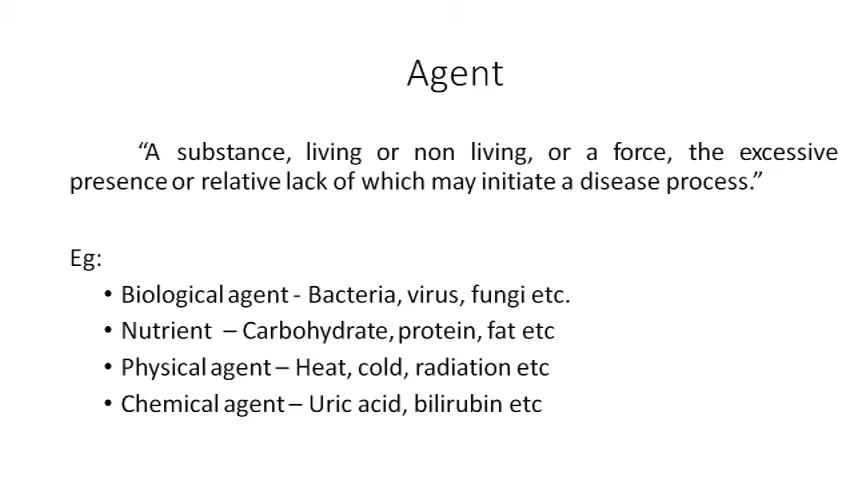 Agent
“A substance, living or non living, or a force, the excessive
presence or relative lack of which may initiate a disease process.”
Eg:
• Biological agent - Bacteria, virus, fungi etc.
• Nutrient – Carbohydrate, protein, fat etc
• Physical agent – Heat, cold, radiation etc
• Chemical agent – Uric acid, bilirubin etc